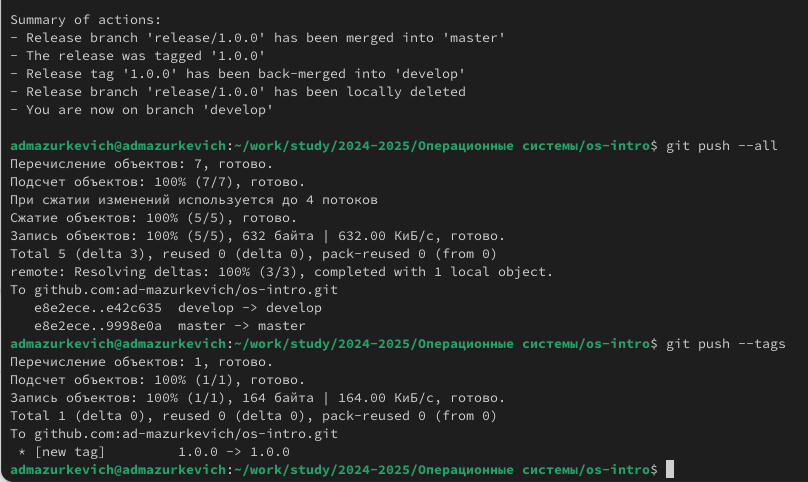 Summary of actions:
- Release branch 'release/1.0.0' has been merged into 'master'
- The release was tagged '1.0.0'
- Release tag '1.0.0' has been back-merged into 'develop'
- Release branch 'release/1.0.0' has been locally deleted
- You are now on branch 'develop'
admazurkevich@admazurkevich:~/work/study/2024-2025/Операционные системы/os-intro$ git push --all
Перечисление объектов: 7, готово.
Подсчет объектов: 100% (7/7), готово.
При сжатии изменений используется до 4 потоков
Сжатие объектов: 100% (5/5), готово.
Запись объектов: 100% (5/5), 632 байта | 632.00 КиБ/с, готово.
Total 5 (delta 3), reused 0 (delta 0), pack-reused 0 (from 0)
remote: Resolving deltas: 100% (3/3), completed with 1 local object.
To github.com:ad-mazurkevich/os-intro.git
   e8e2ece..e42c635  develop -> develop
   e8e2ece..9998e0a  master -> master
admazurkevich@admazurkevich:~/work/study/2024-2025/Операционные системы/os-intro$ git push --tags
Перечисление объектов: 1, готово.
Подсчет объектов: 100% (1/1), готово.
Запись объектов: 100% (1/1), 164 байта | 164.00 КиБ/с, готово.
Total 1 (delta 0), reused 0 (delta 0), pack-reused 0 (from 0)
To github.com:ad-mazurkevich/os-intro.git
 * [new tag]         1.0.0 -> 1.0.0
admazurkevich@admazurkevich:~/work/study/2024-2025/Операционные системы/os-intro$